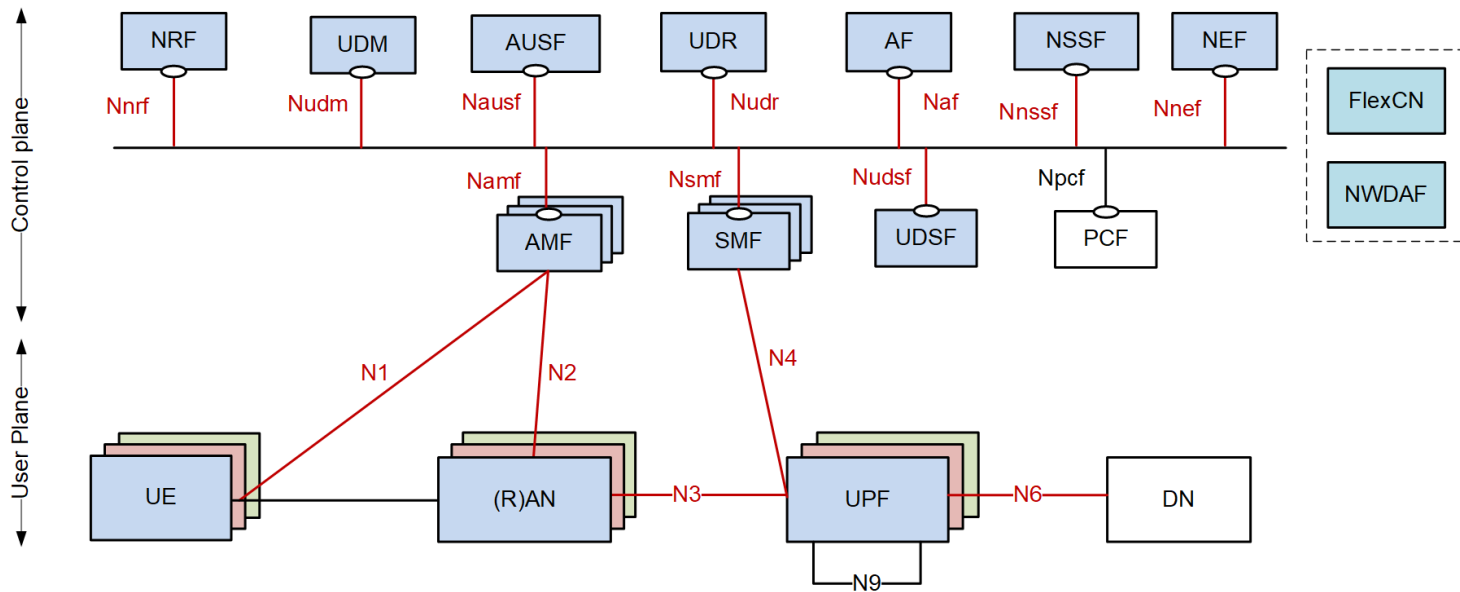 NRF
UDM
AUSF
UDR
AF
NSSF
NEF
FlexCN
Nnrf
Nudm
Nausf
Nudr
Naf
Nnssf
Nnef
Control plane
Namf
Nsmf
Nudsf
Npcf
NWDAF
AMF
SMF
UDSF
PCF
N1
N2
N4
User Plane
UE
(R)AN
N3
UPF
N6
DN
N9